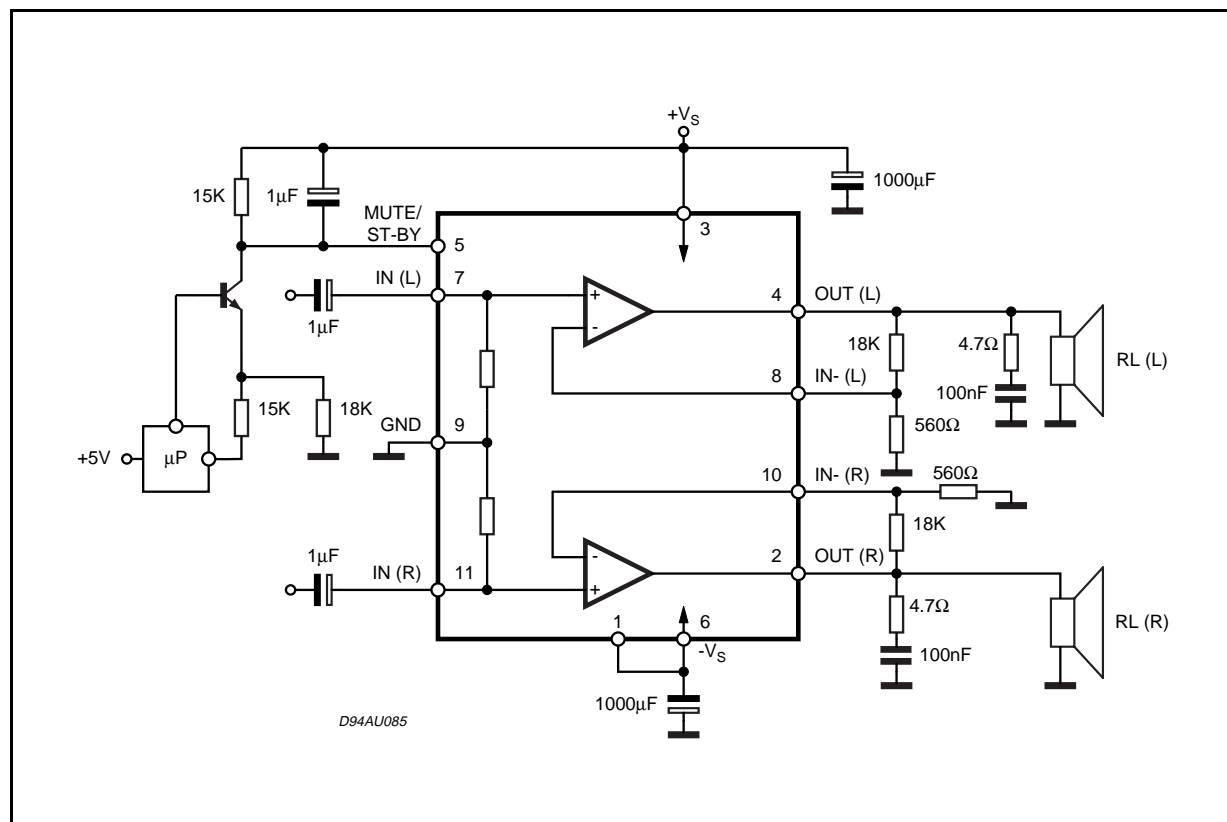 +VS
15K
1µF
1000µF
MUTE/
ST-BY
5
3
IN (L)
7
1µF
+
-
4
OUT (L)
18K
4.7Ω
RL (L)
8
IN- (L)
100nF
15K
18K
GND
9
560Ω
+5V
µP
10
IN- (R)
560Ω
18K
1µF
IN (R)
11
-
+
2
OUT (R)
4.7Ω
RL (R)
1
6
-VS
100nF
1000µF
D94AU085